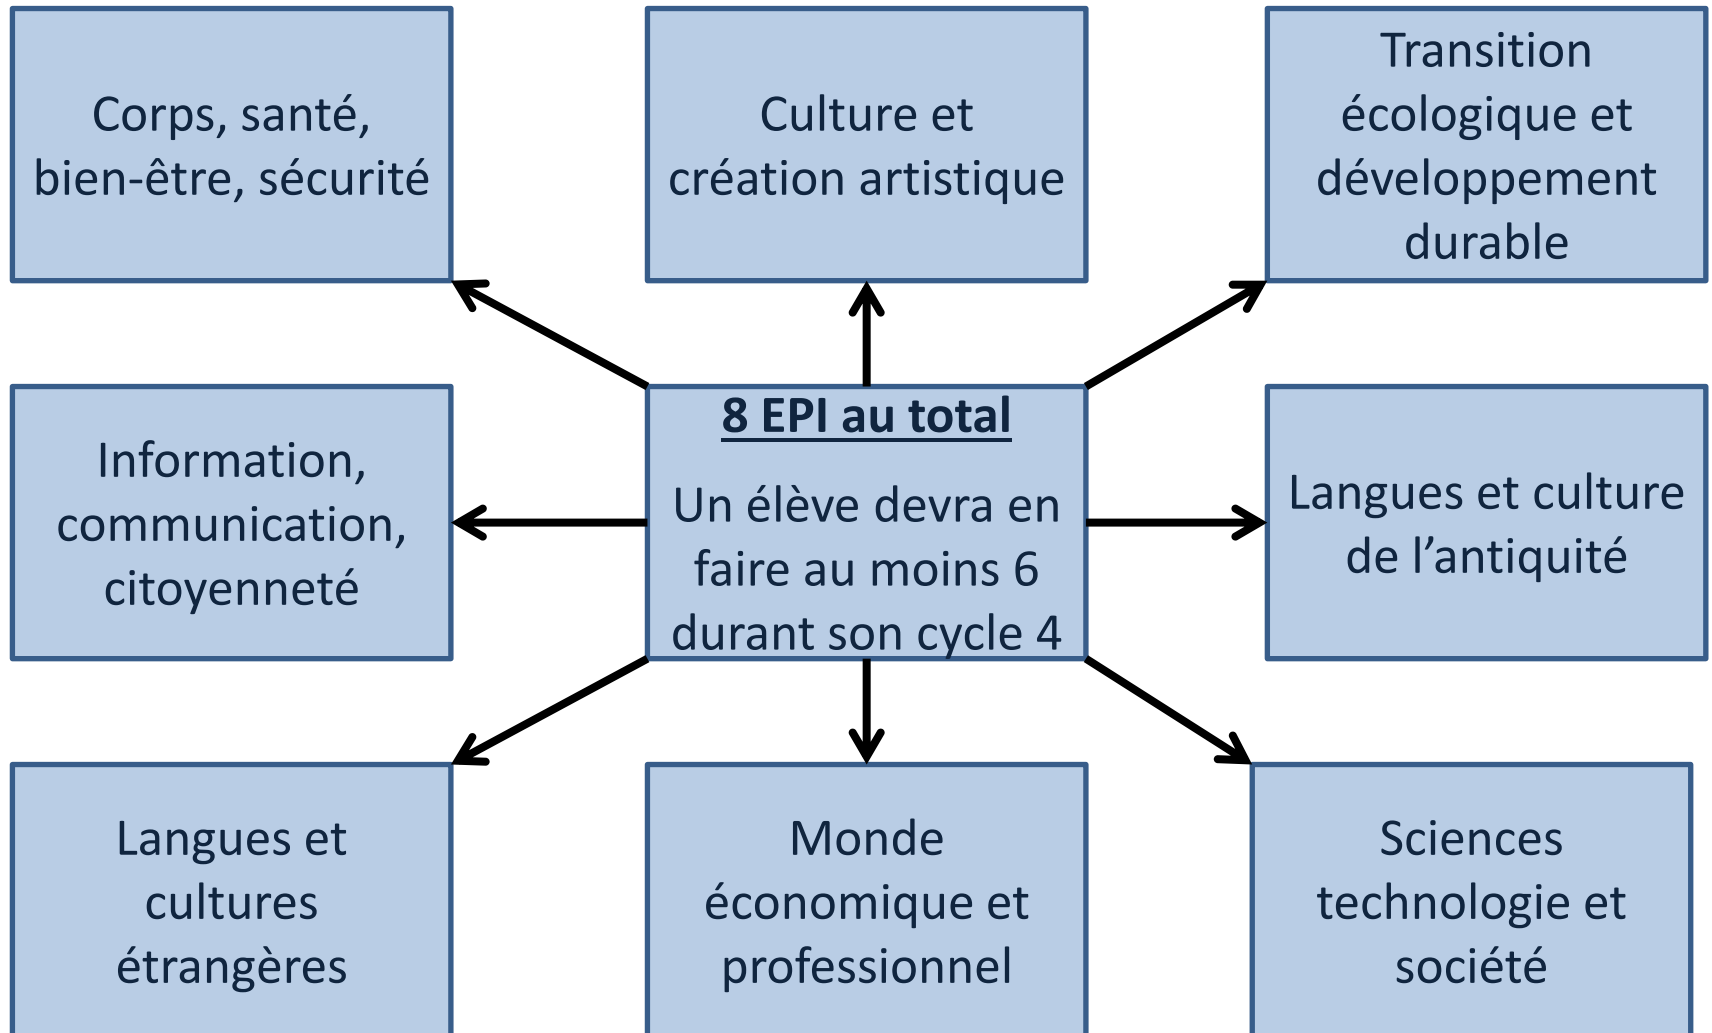 Corps, santé,
bien-être, sécurité
Culture et
création artistique
Transition
écologique et
développement
durable
Information,
communication,
citoyenneté
8 EPI au total
Un élève devra en
faire au moins 6
durant son cycle 4
Langues et culture
de l’antiquité
Langues et
cultures
étrangères
Monde
économique et
professionnel
Sciences
technologie et
société